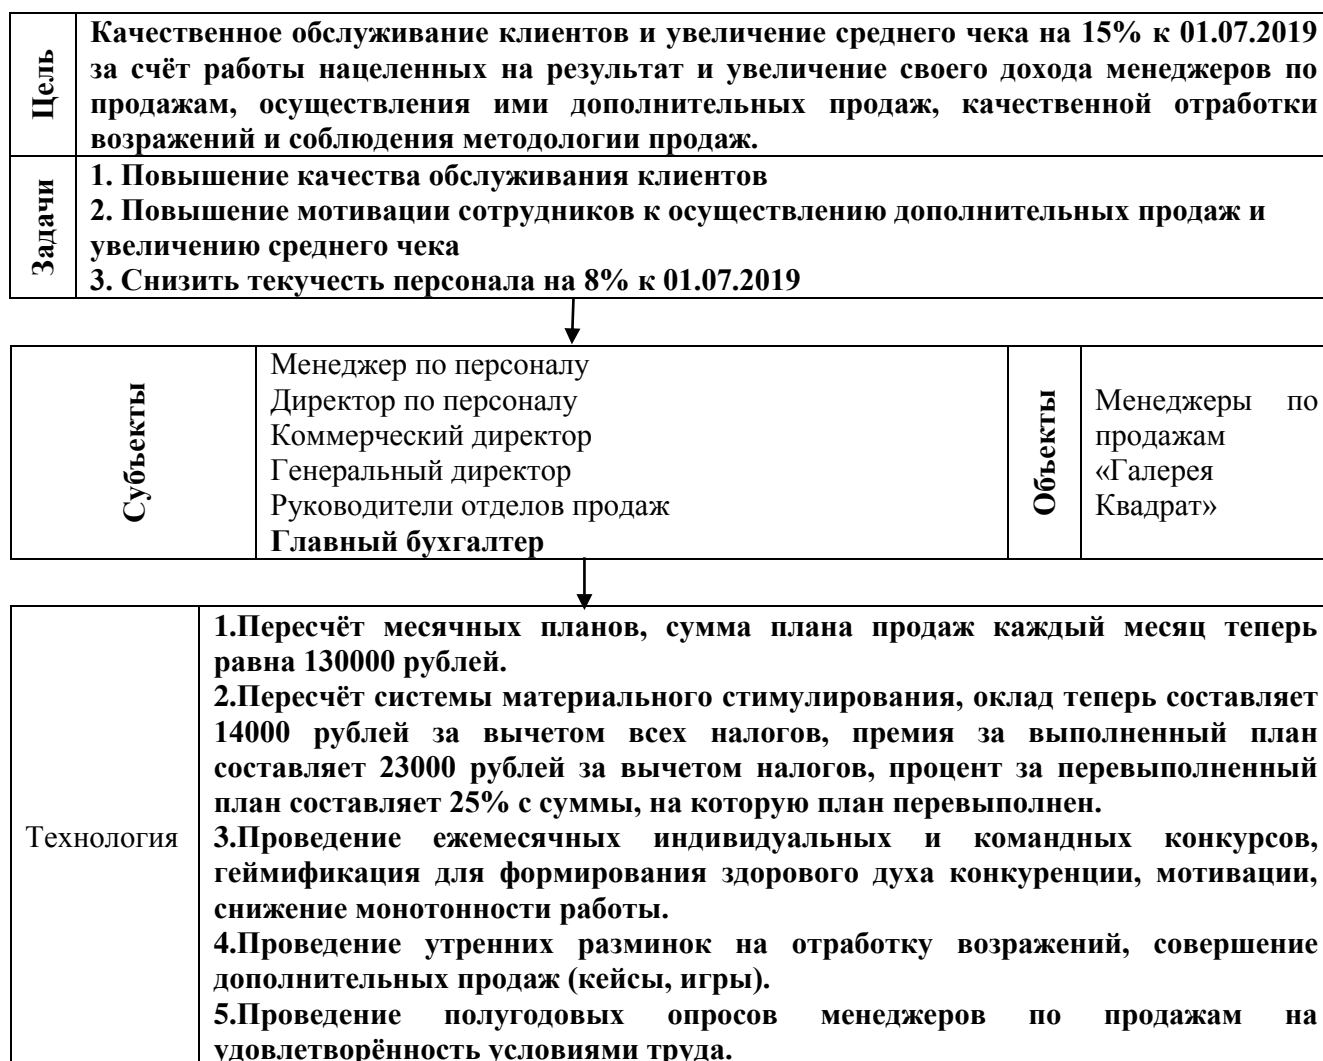 Цель
Качественное обслуживание клиентов и увеличение среднего чека на 15% к 01.07.2019
за счёт работы нацеленных на результат и увеличение своего дохода менеджеров по
продажам, осуществления ими дополнительных продаж, качественной отработки
возражений и соблюдения методологии продаж.
Задачи
1. Повышение качества обслуживания клиентов
2. Повышение мотивации сотрудников к осуществлению дополнительных продаж и
увеличению среднего чека
3. Снизить текучесть персонала на 8% к 01.07.2019
Субъекты
Менеджер по персоналу
Директор по персоналу
Коммерческий директор
Генеральный директор
Руководители отделов продаж
Главный бухгалтер
Объекты
Менеджеры по
продажам
«Галерея
Квадрат»
Технология
1.Пересчёт месячных планов, сумма плана продаж каждый месяц теперь
равна 130000 рублей.
2.Пересчёт системы материального стимулирования, оклад теперь составляет
14000 рублей за вычетом всех налогов, премия за выполненный план
составляет 23000 рублей за вычетом налогов, процент за перевыполненный
план составляет 25% с суммы, на которую план перевыполнен.
3.Проведение ежемесячных индивидуальных и командных конкурсов,
геймификация для формирования здорового духа конкуренции, мотивации,
снижение монотонности работы.
4.Проведение утренних разминок на отработку возражений, совершение
дополнительных продаж (кейсы, игры).
5.Проведение полугодовых опросов менеджеров по продажам на
удовлетворённость условиями труда.